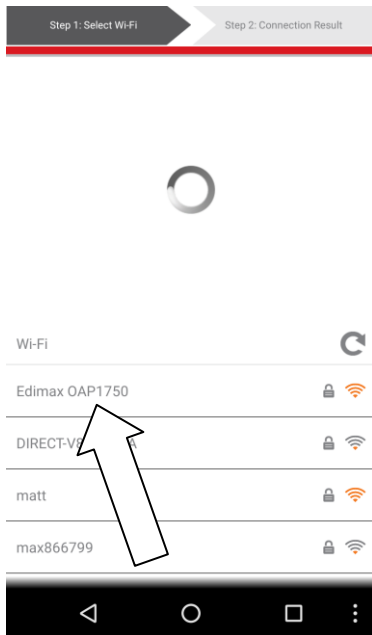 Step 1: Select Wi-Fi
Step 2: Connection Result
Wi-Fi
Edimax OAP1750
matt
max866799